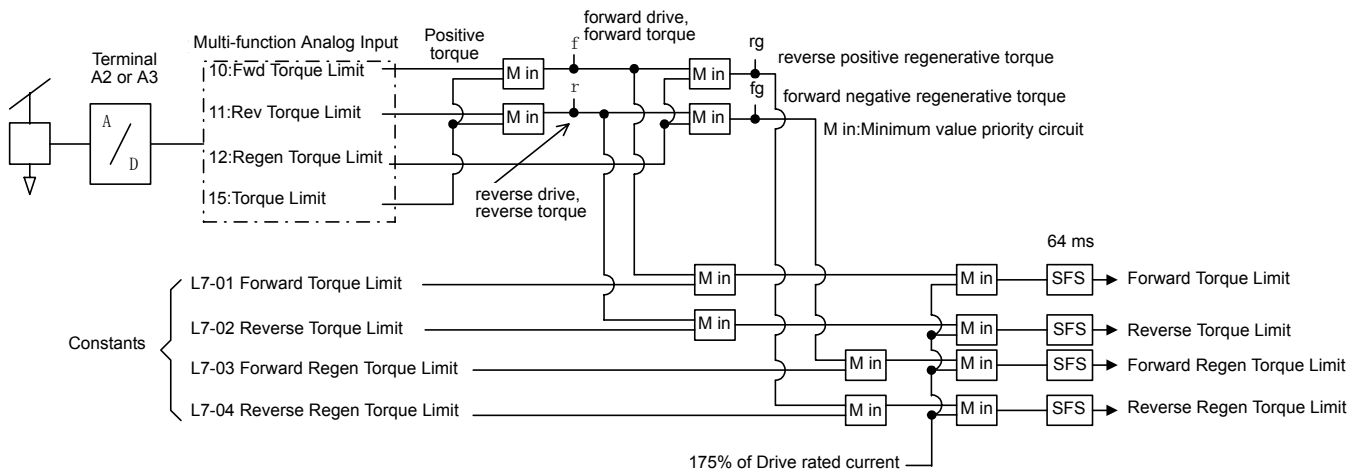 Terminal
A2 or A3
A
D
Multi-function Analog Input
10:Fwd Torque Limit
11:Rev Torque Limit
12:Regen Torque Limit
15:Torque Limit
Positive
torque
M in
M in
f
r
forward drive,
forward torque
reverse drive,
reverse torque
M in
M in
rg
fg
reverse positive regenerative torque
forward negative regenerative torque
M in:Minimum value priority circuit
Constants
L7-01 Forward Torque Limit
L7-02 Reverse Torque Limit
L7-03 Forward Regen Torque Limit
L7-04 Reverse Regen Torque Limit
M in
M in
M in
M in
M in
M in
M in
M in
64 ms
SFS
SFS
SFS
SFS
Forward Torque Limit
Reverse Torque Limit
Forward Regen Torque Limit
Reverse Regen Torque Limit
175% of Drive rated current